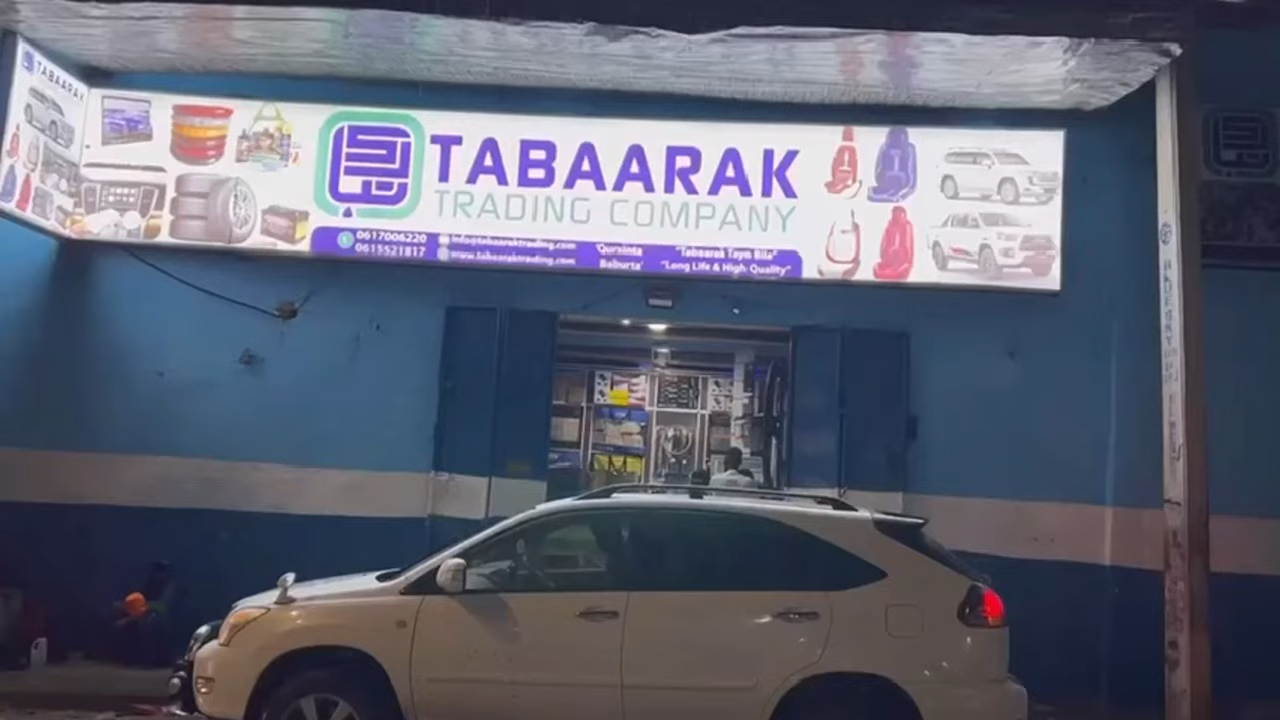 TABAARAK
TABAARAK
TRADING COMPANY
0617006220
0615521817
info@tabaaraktrading.com
www.tabaaraktrading.com
'Qurxinta
Baburta'
"Tabaarak Tayo Bila"
"Long Life & High Quality"